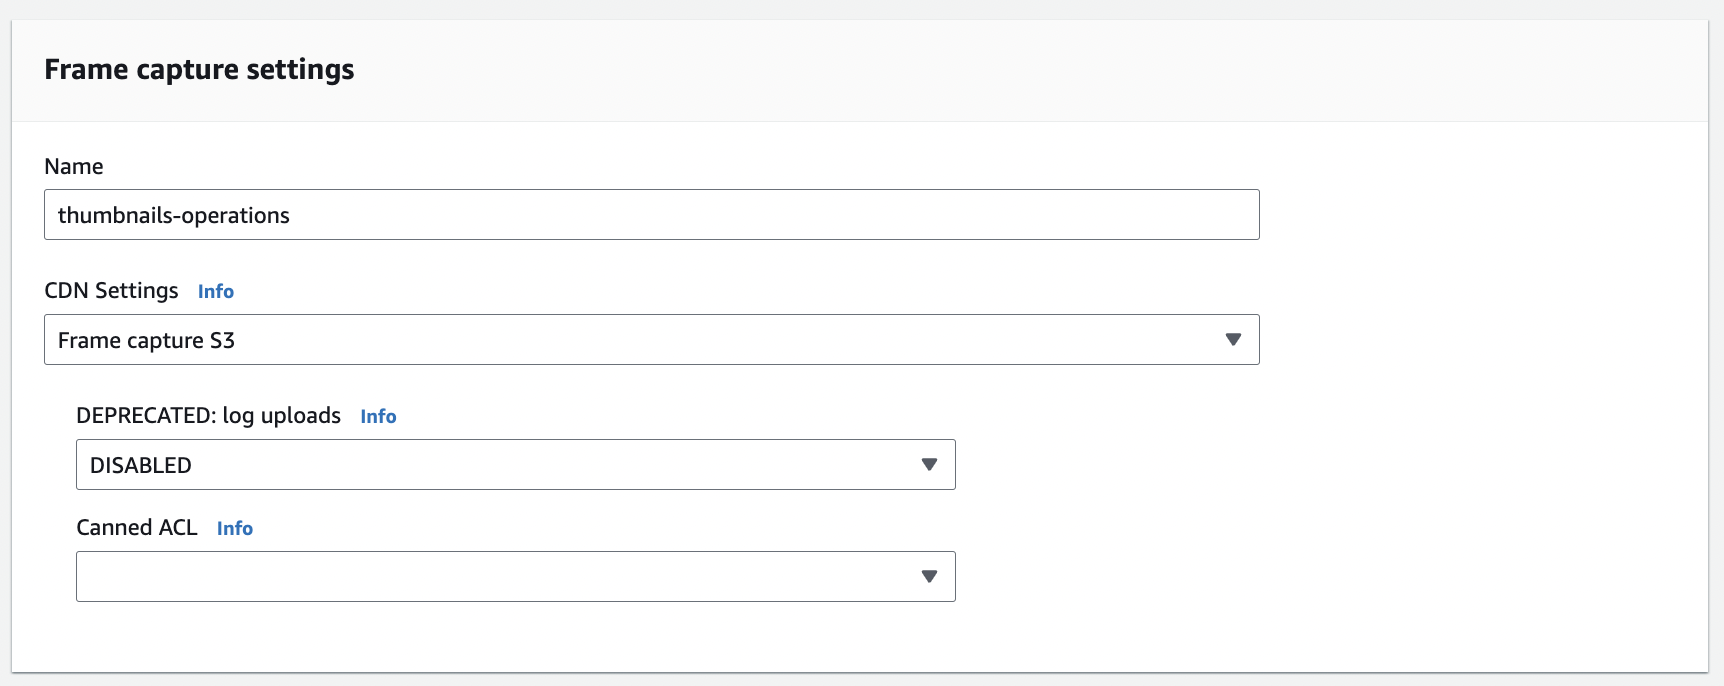 Frame capture settings
Name
thumbnails-operations
CDN Settings Info
Frame capture S3
DEPRECATED: log uploads Info
DISABLED
Canned ACL Info